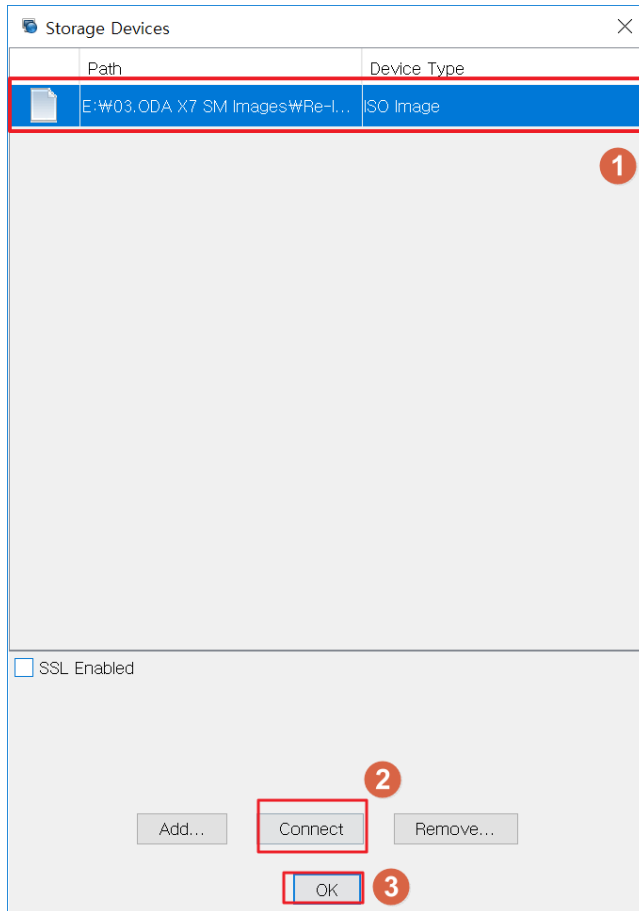 Storage Devices
Path Device Type
E:₩03.ODA X7 SM Images₩Re-I... ISO Image
1
SSL Enabled
2
Add... Connect Remove...
OK 3